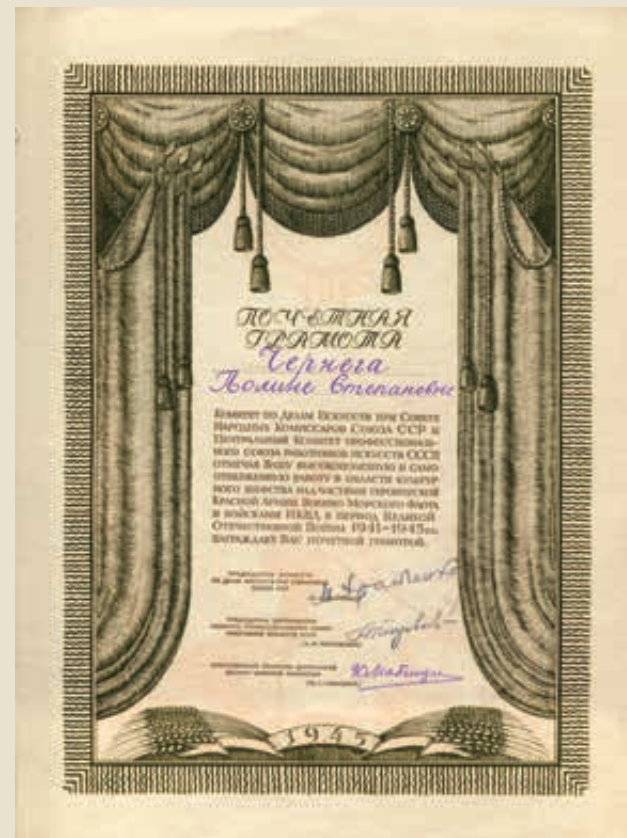 ПОЧЕТНАЯ
ГРАМОТА
Чернега
Полине Степановне
Комитет по Делам Искусств при Совете
Народных Комиссаров Союза ССР и
Центральный Комитет профессиональ-
ного союза работников искусств СССР
отмечая Вашу высокополезную и само
отверженную работу в области культур
ного шефства над частями героической
Красной Армии, Военно Морского Флота
и войсками НКВД, в период Великой
Отечественной Войны 1941-1945 гг.
награждает Вас почетной грамотой.
1945